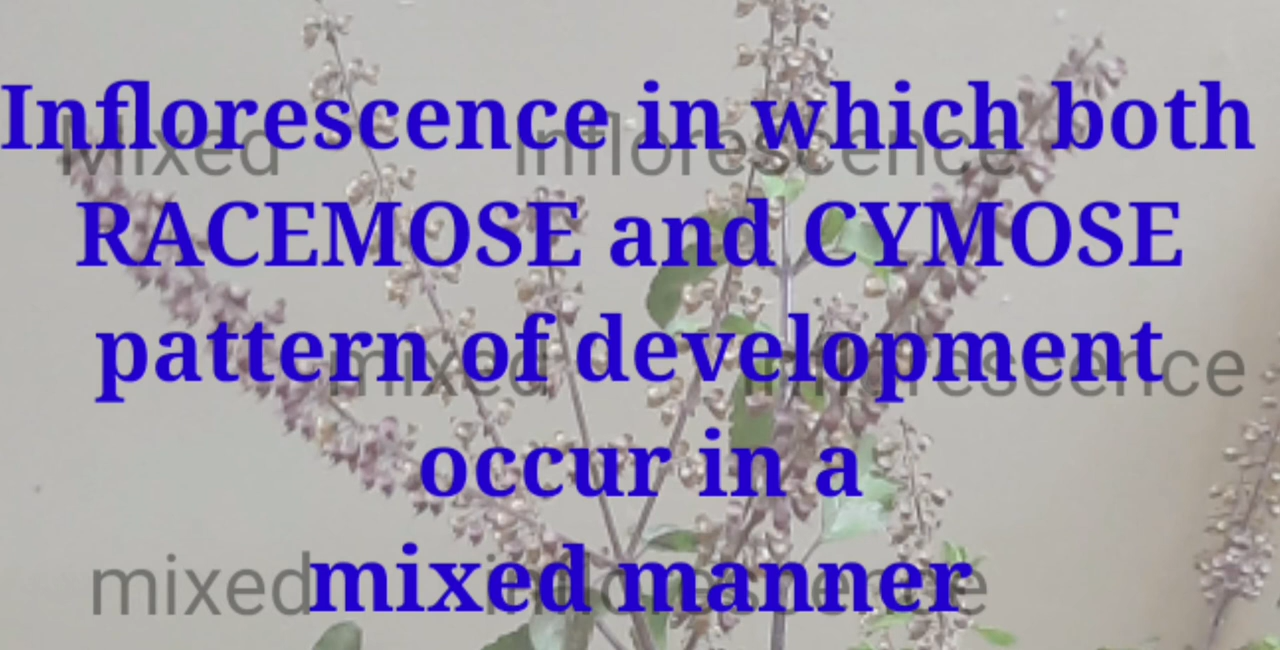 Inflorescence in which both
Mixed Inflorescence
RACEMOSE and CYMOSE
pattern of development
mixed inflorescence
occur in a
mixed manner
mixed inflorescence